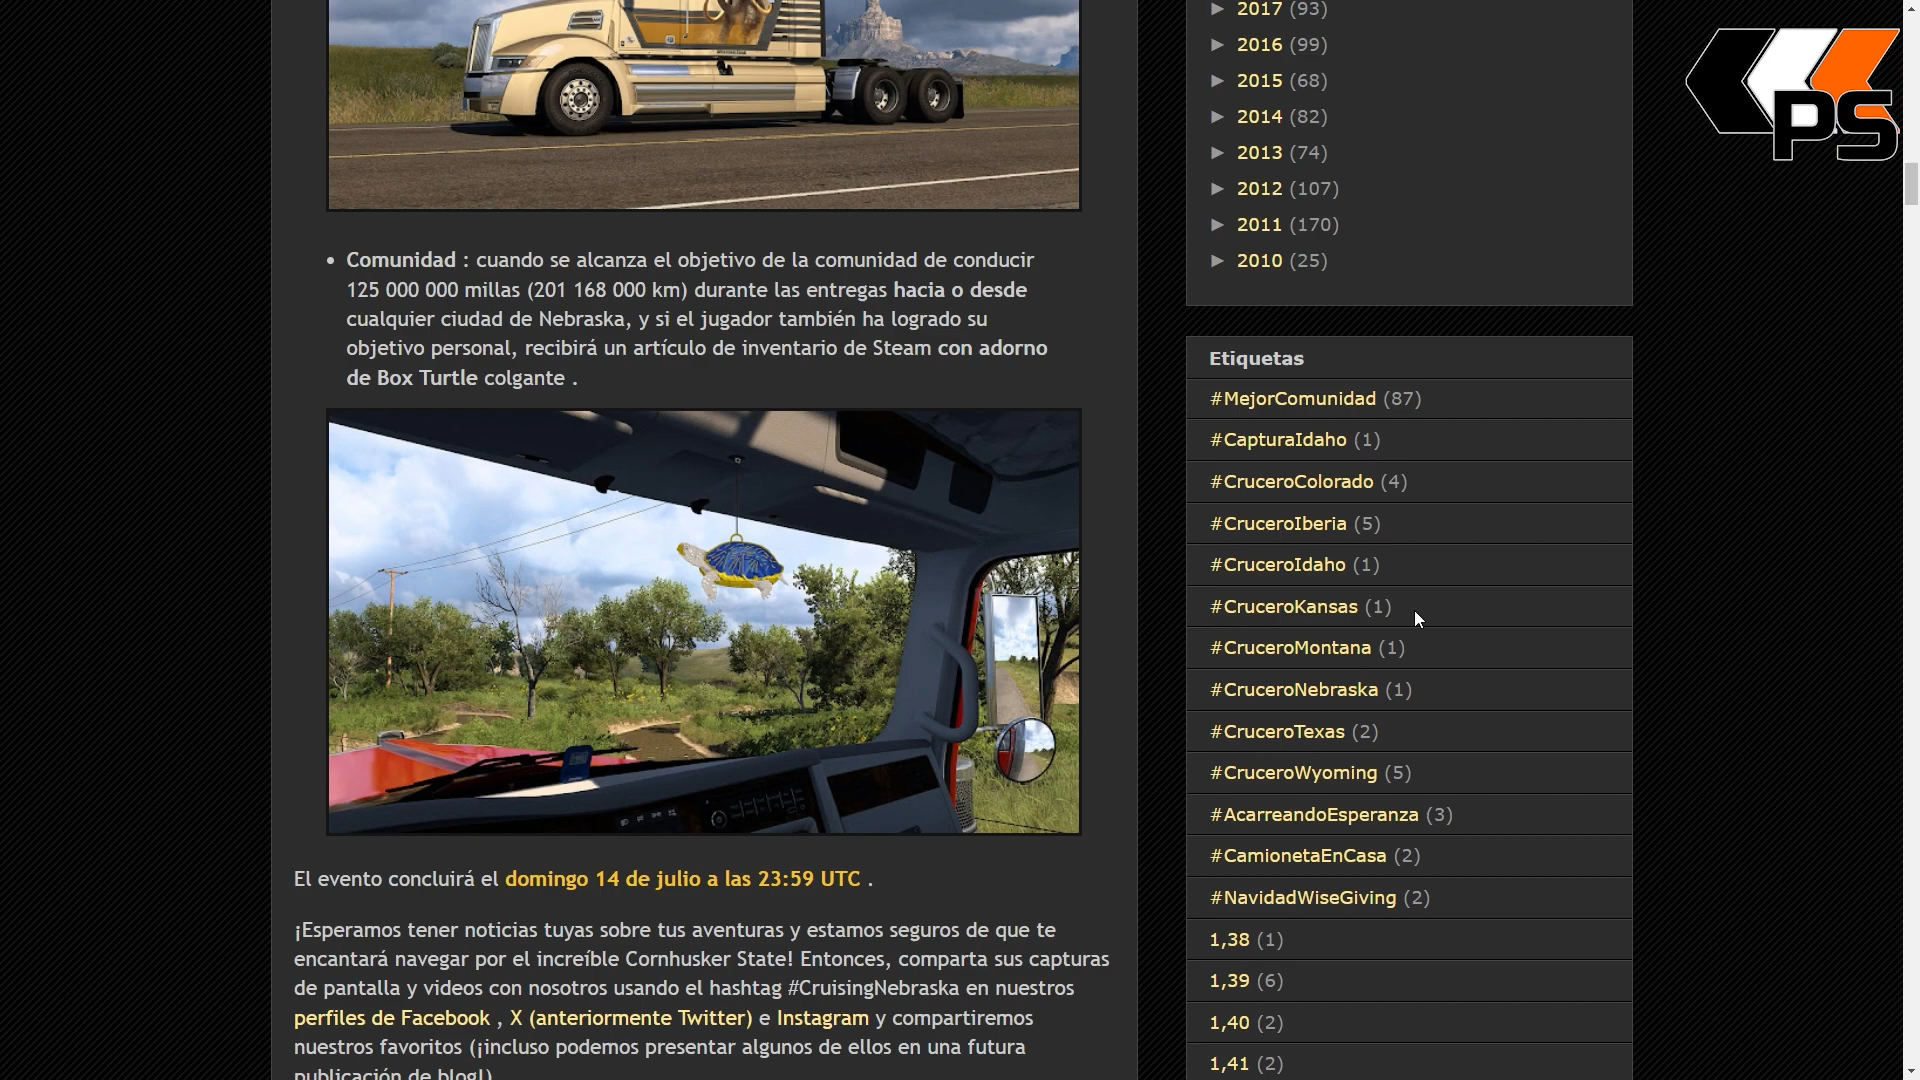 • Comunidad : cuando se alcanza el objetivo de la comunidad de conducir
125 000 000 millas (201 168 000 km) durante las entregas hacia o desde
cualquier ciudad de Nebraska, y si el jugador también ha logrado su
objetivo personal, recibirá un artículo de inventario de Steam con adorno
de Box Turtle colgante .
El evento concluirá el domingo 14 de julio a las 23:59 UTC .
¡Esperamos tener noticias tuyas sobre tus aventuras y estamos seguros de que te
encantará navegar por el increíble Cornhusker State! Entonces, comparta sus capturas
de pantalla y videos con nosotros usando el hashtag #CruisingNebraska en nuestros
perfiles de Facebook , X (anteriormente Twitter) e Instagram y compartiremos
nuestros favoritos (¡incluso podemos presentar algunos de ellos en una futura
publicación de blog!)
► 2017 (93)
► 2016 (99)
► 2015 (68)
► 2014 (82)
► 2013 (74)
► 2012 (107)
► 2011 (170)
► 2010 (25)
Etiquetas
#MejorComunidad (87)
#CapturaIdaho (1)
#CruceroColorado (4)
#CruceroIberia (5)
#CruceroIdaho (1)
#CruceroKansas (1)
#CruceroMontana (1)
#CruceroNebraska (1)
#CruceroTexas (2)
#CruceroWyoming (5)
#AcarreandoEsperanza (3)
#CamionetaEnCasa (2)
#NavidadWiseGiving (2)
1,38 (1)
1,39 (6)
1,40 (2)
1,41 (2)
PS